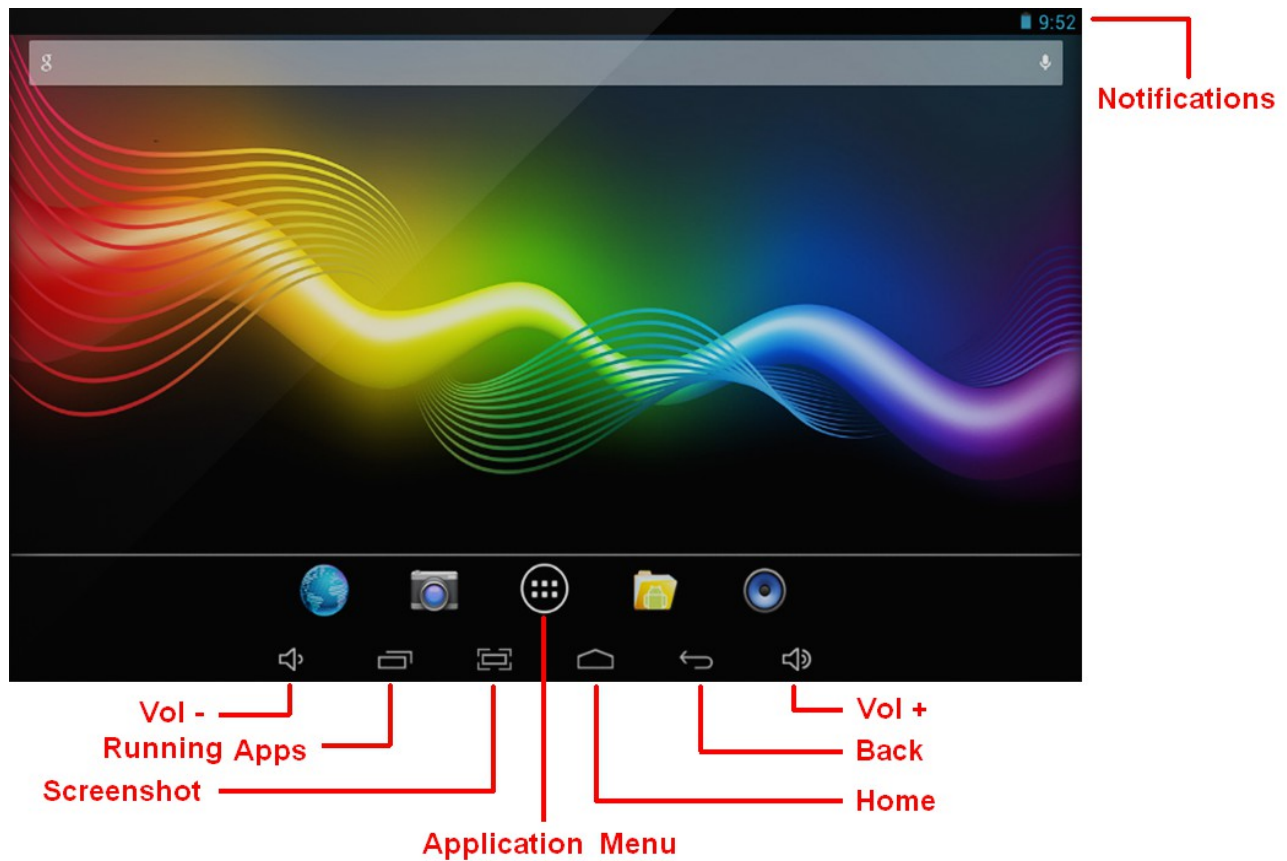 9:52
g
Notifications
Vol -
Vol +
Running Apps
Back
Screenshot
Home
Application Menu